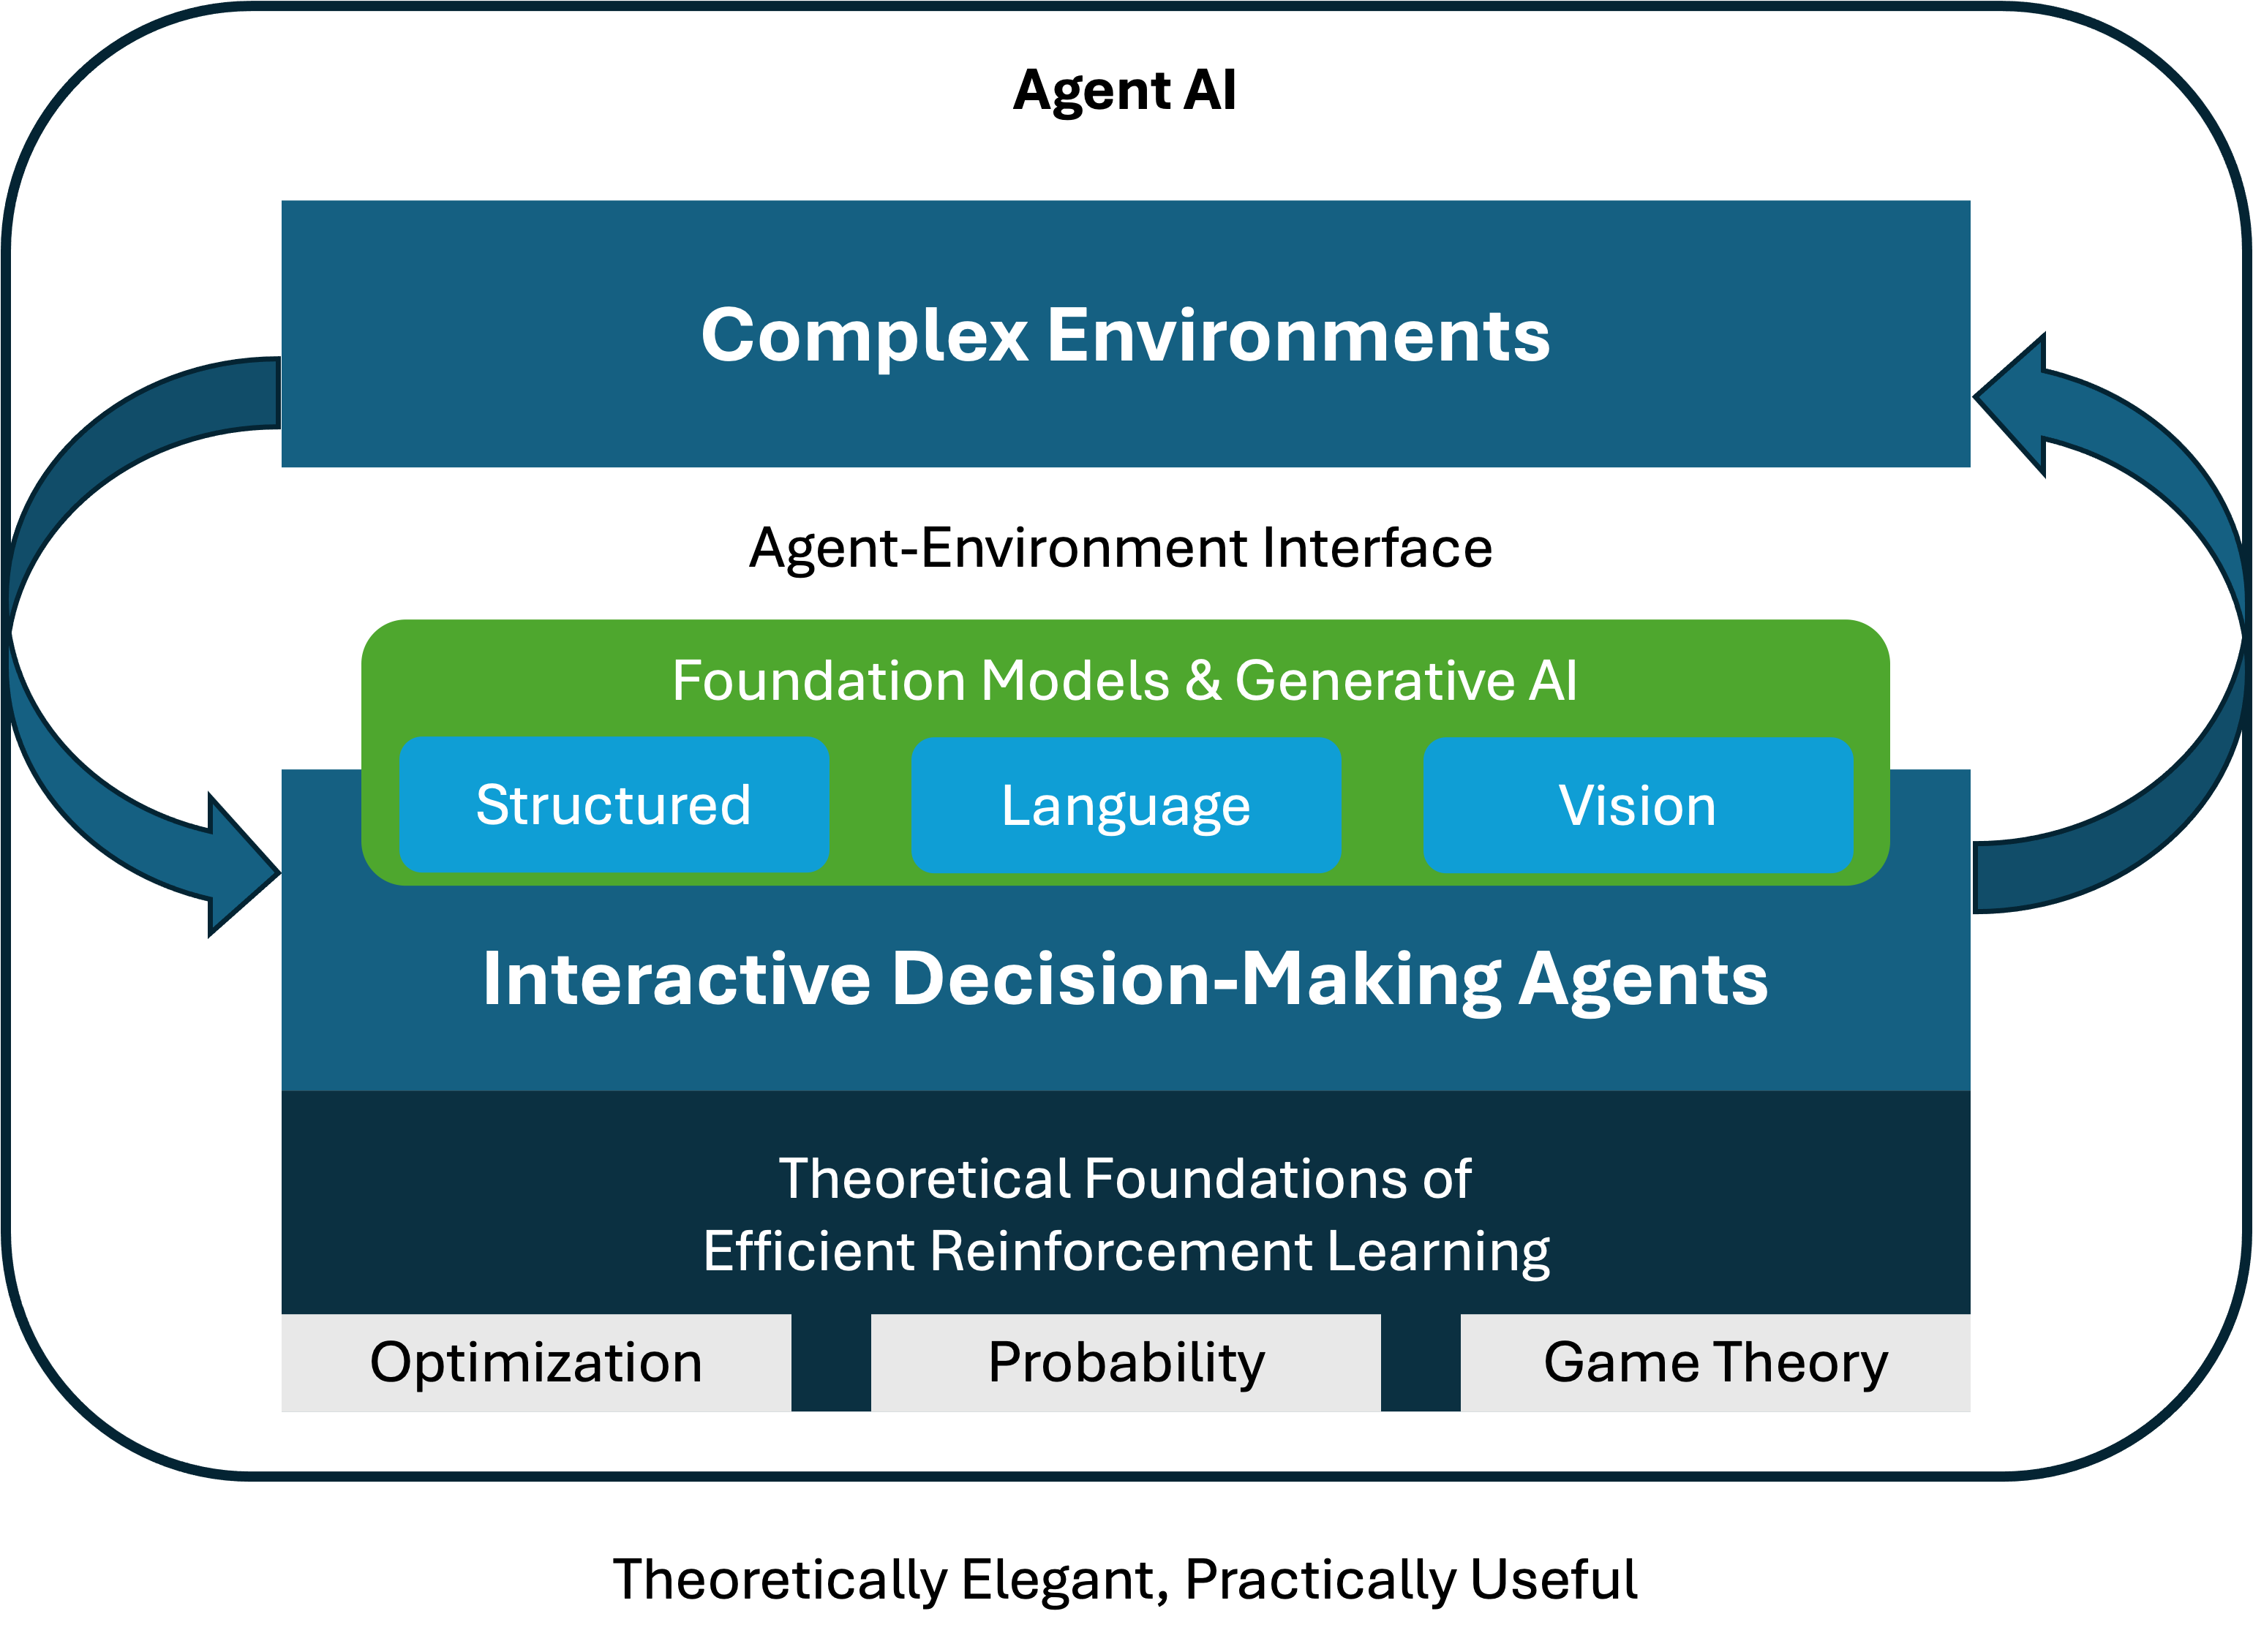 Agent AI
Complex Environments
Agent-Environment Interface
Foundation Models & Generative AI
Structured
Language
Vision
Interactive Decision-Making Agents
Theoretical Foundations of
Efficient Reinforcement Learning
Optimization
Probability
Game Theory
Theoretically Elegant, Practically Useful